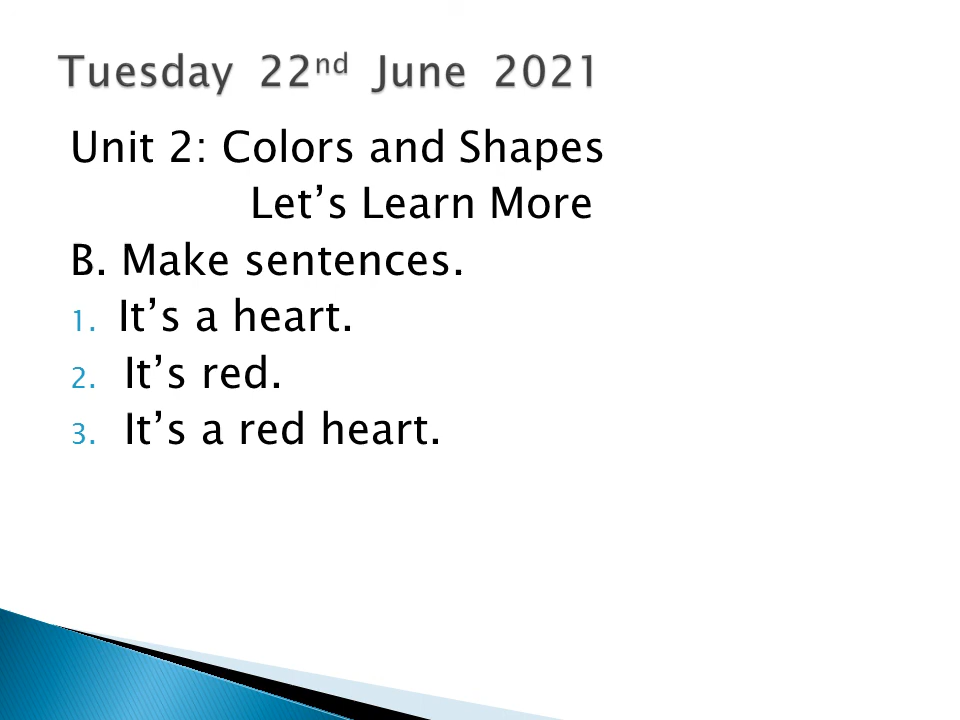 Tuesday 22nd June 2021
Unit 2: Colors and Shapes
Let’s Learn More
B. Make sentences.
1. It’s a heart.
2. It’s red.
3. It’s a red heart.